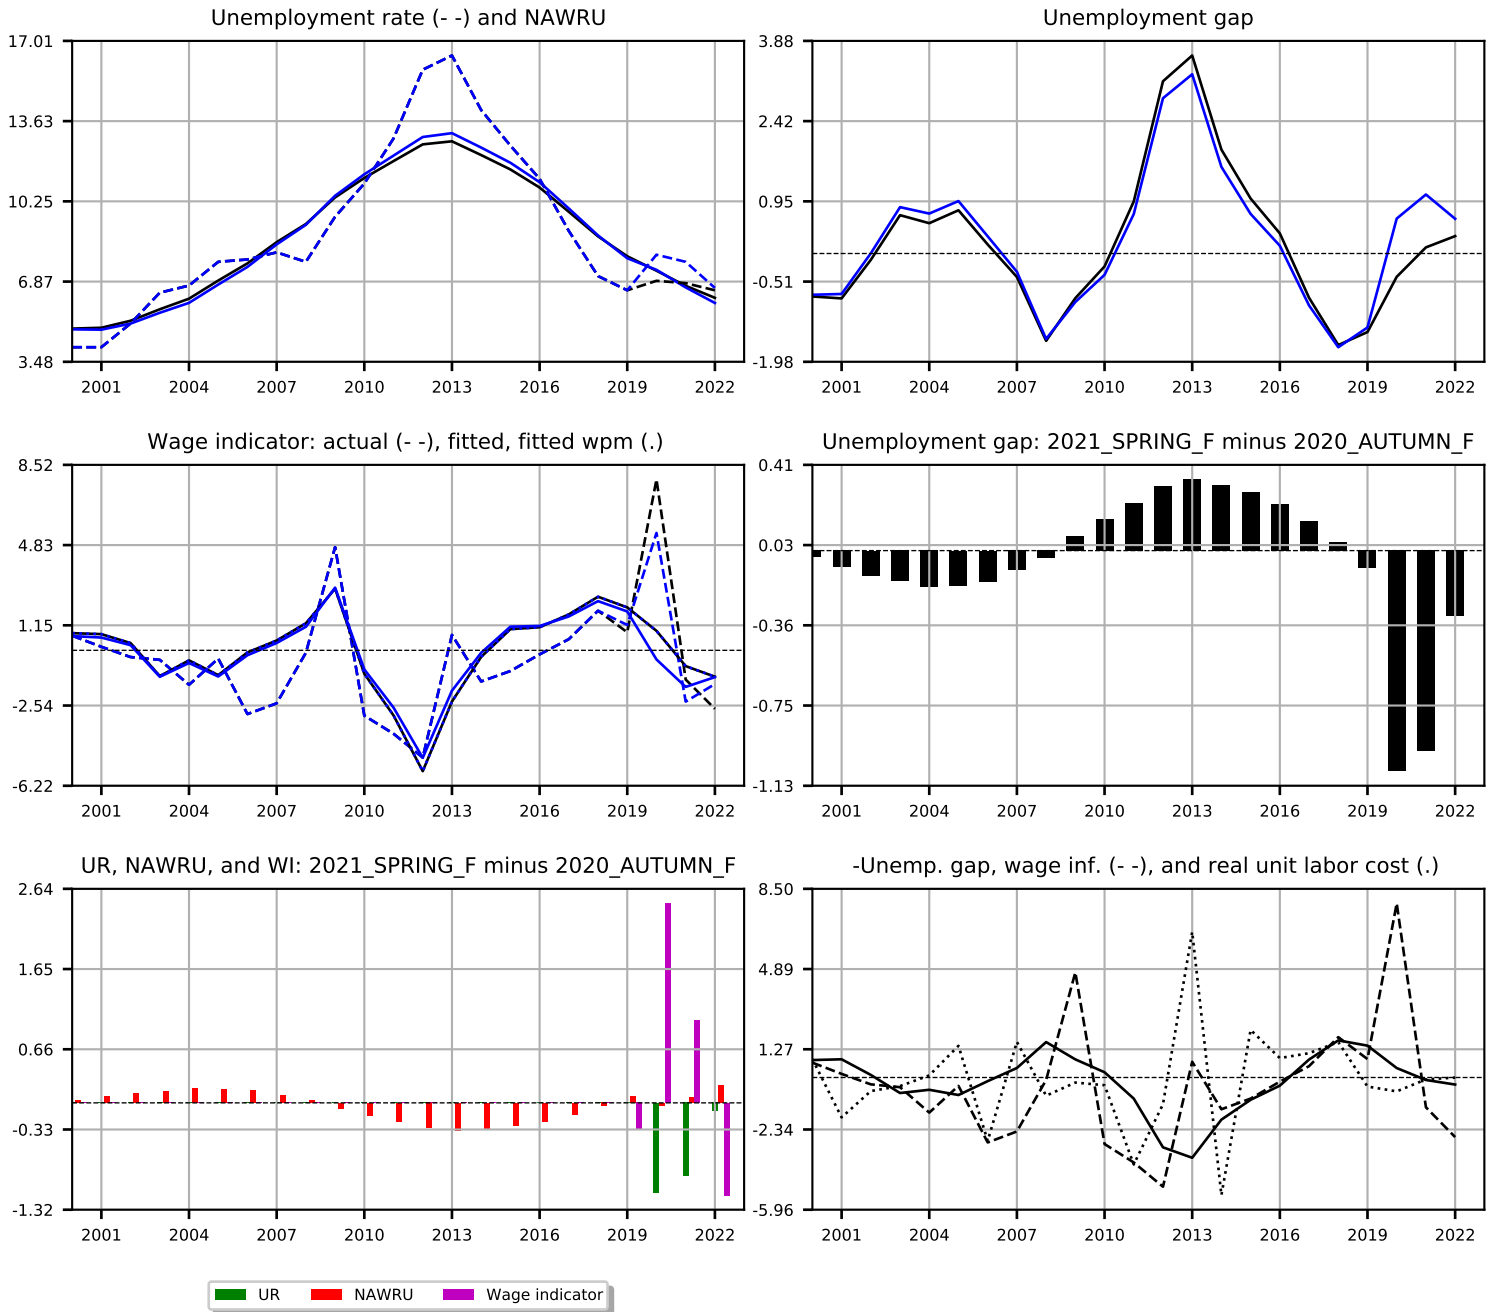 Unemployment rate (- -) and NAWRU
17.01
13.63
10.25
6.87
3.48
2001 2004 2007 2010 2013 2016 2019 2022
Unemployment gap
3.88
2.42
0.95
-0.51
-1.98
2001 2004 2007 2010 2013 2016 2019 2022
Wage indicator: actual (- -), fitted, fitted wpm (.)
8.52
4.83
1.15
-2.54
-6.22
2001 2004 2007 2010 2013 2016 2019 2022
Unemployment gap: 2021_SPRING_F minus 2020_AUTUMN_F
0.41
0.03
-0.36
-0.75
-1.13
2001 2004 2007 2010 2013 2016 2019 2022
UR, NAWRU, and WI: 2021_SPRING_F minus 2020_AUTUMN_F
2.64
1.65
0.66
-0.33
-1.32
2001 2004 2007 2010 2013 2016 2019 2022
-Unemp. gap, wage inf. (- -), and real unit labor cost (.)
8.50
4.89
1.27
-2.34
-5.96
2001 2004 2007 2010 2013 2016 2019 2022
UR NAWRU Wage indicator